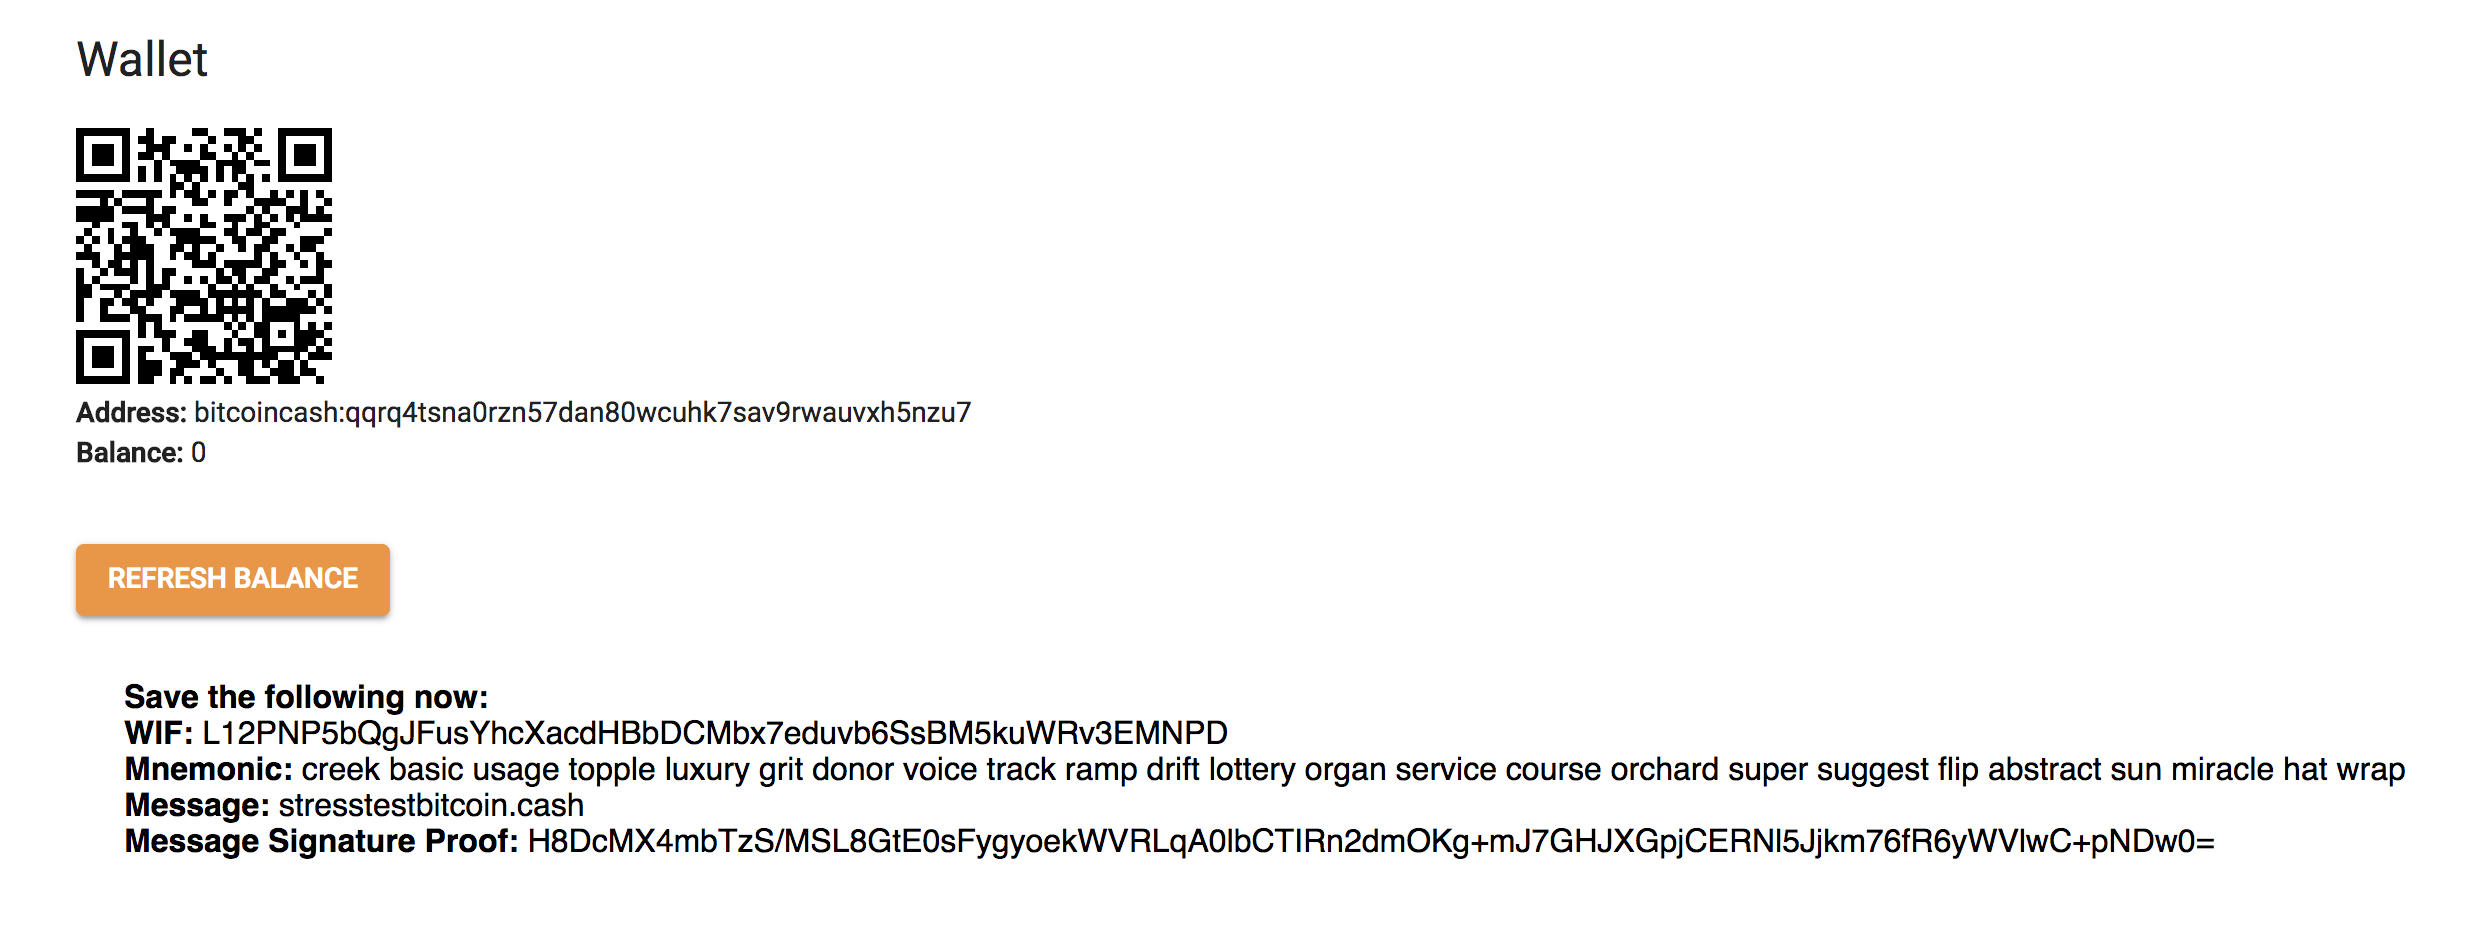 Wallet
Address: bitcoincash:qqrq4tsna0rzn57dan80wcuhk7sav9rwauvxh5nzu7
Balance: 0
REFRESH BALANCE
Save the following now:
WIF: L12PNP5bQgJFusYhcXacdHBbDCMbx7eduvb6SsBM5kuWRv3EMNPD
Mnemonic: creek basic usage topple luxury grit donor voice track ramp drift lottery organ service course orchard super suggest flip abstract sun miracle hat wrap
Message: stresstestbitcoin.cash
Message Signature Proof: H8DcMX4mbTzS/MSL8GtE0sFygyoekWVRLqA0lbCTIRn2dmOKg+mJ7GHJXGpjCERNl5Jjkm76fR6yWVlwC+pNDw0=